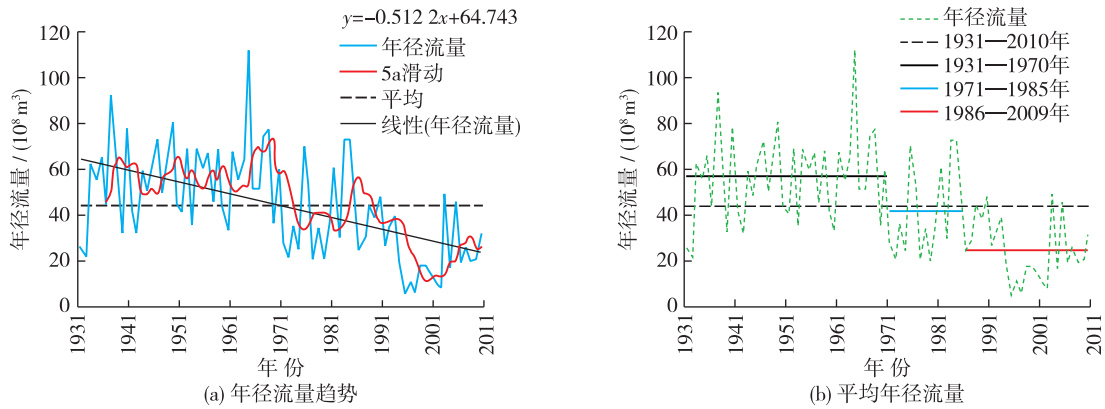 y=−0.512 2x+64.743
年径流量
5a滑动
平均
线性(年径流量)
年径流量 / (10⁸ m³)
120
100
80
60
40
20
0
1931
1941
1951
1961
1971
1981
1991
2001
2011
年 份
(a) 年径流量趋势
年径流量
1931—2010年
1931—1970年
1971—1985年
1986—2009年
年径流量 / (10⁸ m³)
120
100
80
60
40
20
0
1931
1941
1951
1961
1971
1981
1991
2001
2011
年 份
(b) 平均年径流量